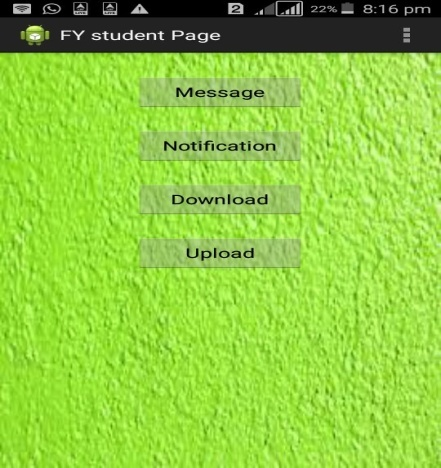 2 22% 8:16 pm
FY student Page
Message
Notification
Download
Upload